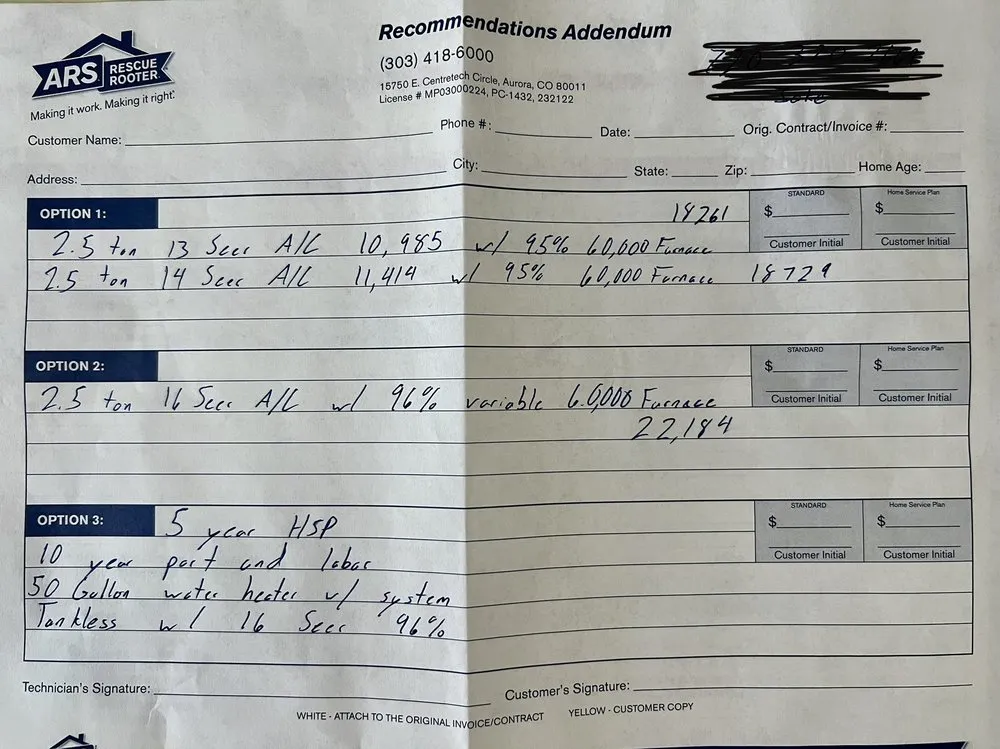 Recommendations Addendum
ARS RESCUE ROOTER
Making it work. Making it right.
(303) 418-6000
15750 E. Centretech Circle, Aurora, CO 80011
License # MP03000224, PC-1432, 232122
Customer Name: Phone #: Date: Orig. Contract/Invoice #:
Address: City: State: Zip: Home Age:
OPTION 1: 18261 STANDARD $ Customer Initial Home Service Plan $ Customer Initial
2.5 ton 13 Seer A/C 10,985 w/ 95% 60,000 Furnace
2.5 ton 14 Seer A/C 11,414 w/ 95% 60,000 Furnace 18729
OPTION 2: STANDARD $ Customer Initial Home Service Plan $ Customer Initial
2.5 ton 16 Seer A/C w/ 96% variable 60,000 Furnace
22,184
OPTION 3: 5 year HSP STANDARD $ Customer Initial Home Service Plan $ Customer Initial
10 year part and labor
50 Gallon water heater w/ system
Tankless w/ 16 Seer 96%
Technician's Signature: Customer's Signature:
WHITE - ATTACH TO THE ORIGINAL INVOICE/CONTRACT YELLOW - CUSTOMER COPY